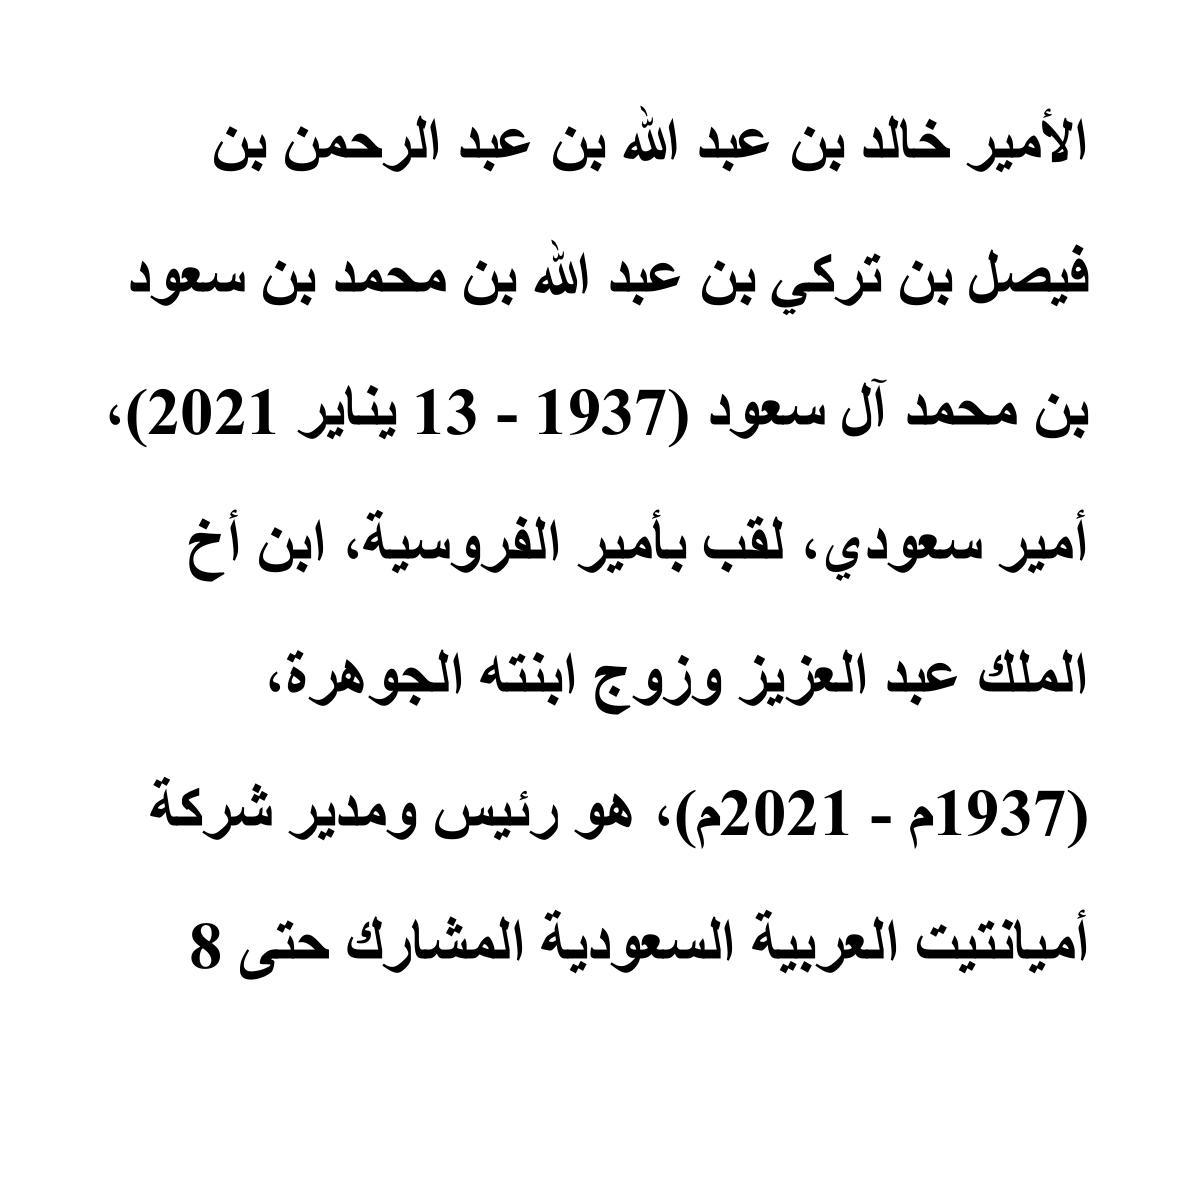 الأمير خالد بن عبد الله بن عبد الرحمن بن
فيصل بن تركي بن عبد الله بن محمد بن سعود
بن محمد آل سعود (1937 - 13 يناير 2021)،
أمير سعودي، لقب بأمير الفروسية، ابن أخ
الملك عبد العزيز وزوج ابنته الجوهرة،
(1937م - 2021م)، هو رئيس ومدير شركة
أميانتيت العربية السعودية المشارك حتى 8